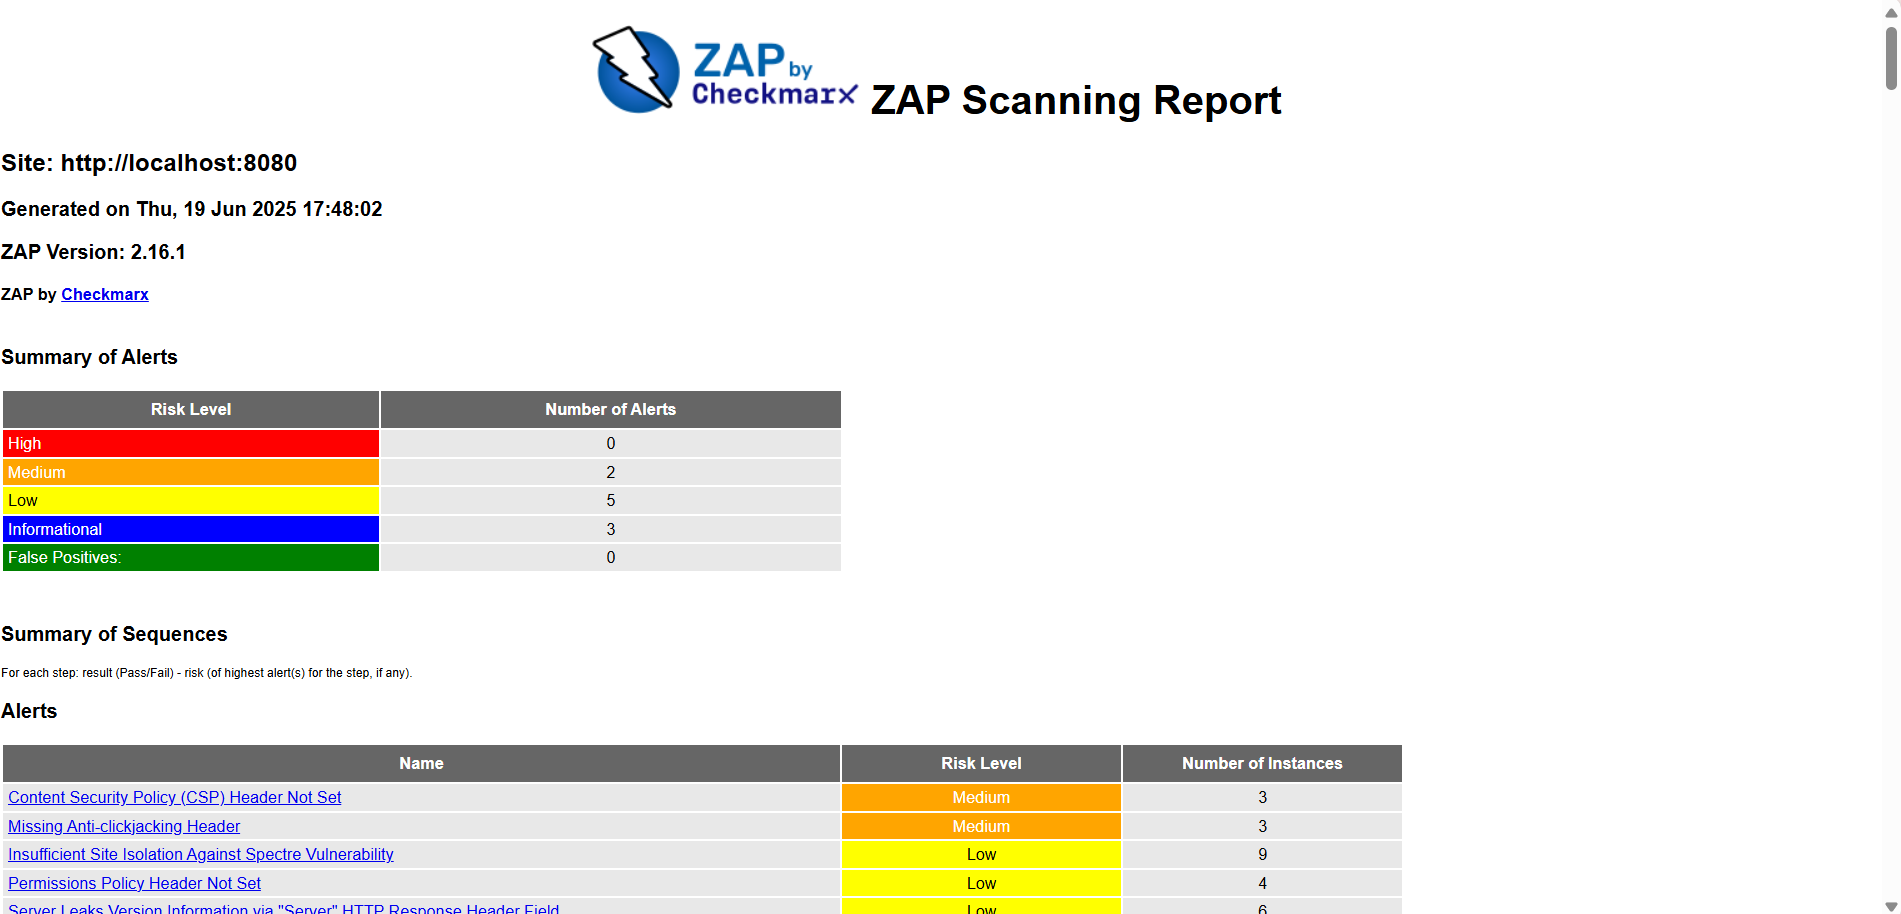 ZAP by
Checkmarx ZAP Scanning Report
Site: http://localhost:8080
Generated on Thu, 19 Jun 2025 17:48:02
ZAP Version: 2.16.1
ZAP by Checkmarx
Summary of Alerts
Risk Level Number of Alerts
High 0
Medium 2
Low 5
Informational 3
False Positives: 0
Summary of Sequences
For each step: result (Pass/Fail) - risk (of highest alert(s) for the step, if any).
Alerts
Name Risk Level Number of Instances
Content Security Policy (CSP) Header Not Set Medium 3
Missing Anti-clickjacking Header Medium 3
Insufficient Site Isolation Against Spectre Vulnerability Low 9
Permissions Policy Header Not Set Low 4
Server Leaks Version Information via "Server" HTTP Response Header Field Low 6